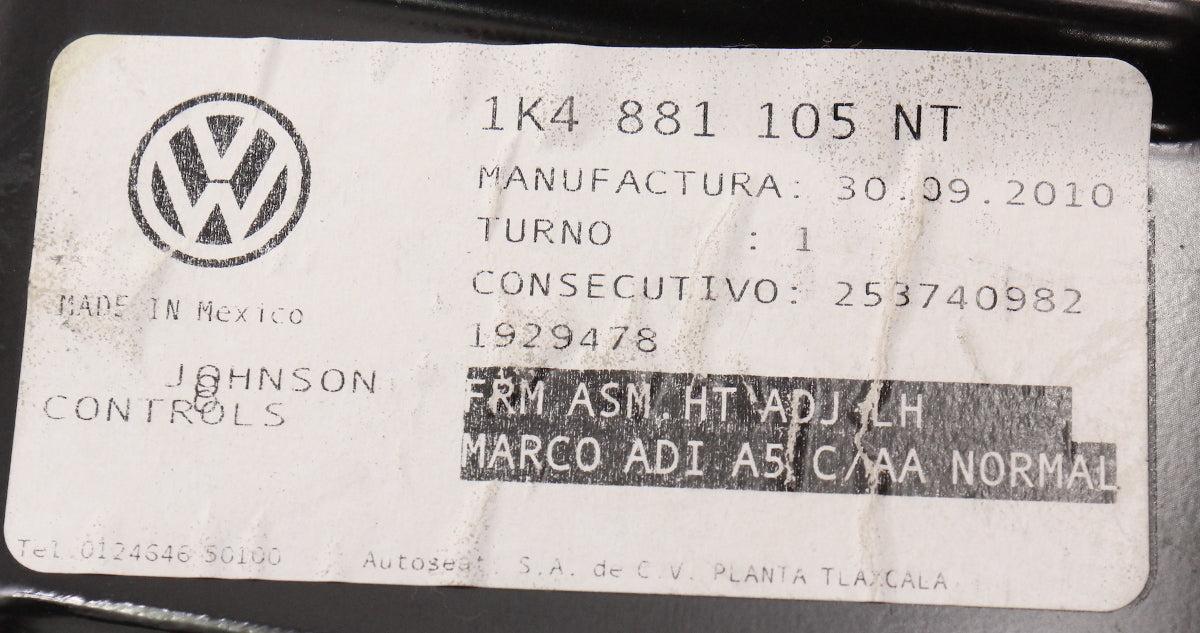 1K4 881 105 NT
MANUFACTURA: 30.09.2010
TURNO : 1
CONSECUTIVO: 253740982
1929478
FRM ASM.HT ADJ LH
MARCO ADI A5 C/AA NORMAL
MADE IN Mexico
JOHNSON
CONTROLS
Tel.0124646 50100
Autoseat S.A. de C.V. PLANTA TLAXCALA